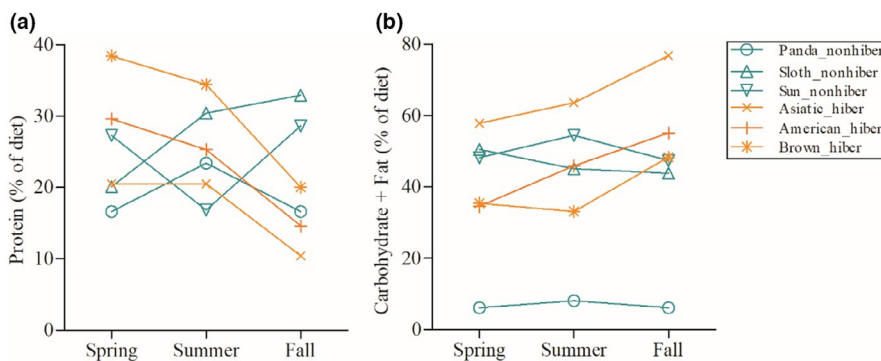 (a)
Protein (% of diet)
40
30
20
10
0
Spring Summer Fall
(b)
Carbohydrate + Fat (% of diet)
80
60
40
20
0
Spring Summer Fall
Panda_nonhiber
Sloth_nonhiber
Sun_nonhiber
Asiatic_hiber
American_hiber
Brown_hiber